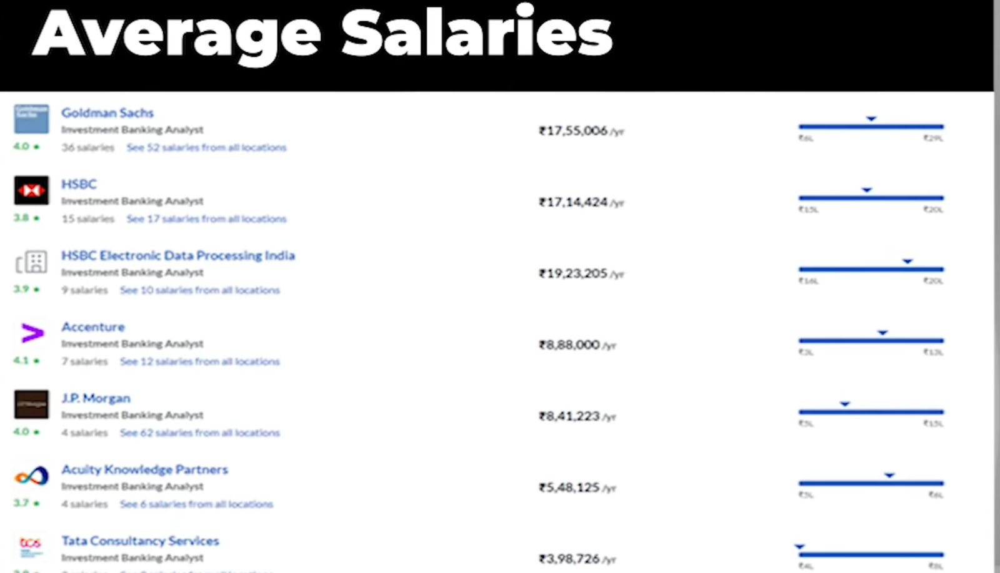 Average Salaries
Goldman Sachs
Goldman Sachs
Investment Banking Analyst
₹17,55,006 /yr
₹6L
₹29L
4.0
36 salaries See 52 salaries from all locations
HSBC
Investment Banking Analyst
₹17,14,424 /yr
₹15L
₹20L
3.8
15 salaries See 17 salaries from all locations
HSBC Electronic Data Processing India
Investment Banking Analyst
₹19,23,205 /yr
₹16L
₹20L
3.9
9 salaries See 10 salaries from all locations
Accenture
Investment Banking Analyst
₹8,88,000 /yr
₹3L
₹13L
4.1
7 salaries See 12 salaries from all locations
J.P. Morgan
Investment Banking Analyst
₹8,41,223 /yr
₹5L
₹15L
4.0
4 salaries See 62 salaries from all locations
Acuity Knowledge Partners
Investment Banking Analyst
₹5,48,125 /yr
₹6L
3.7
4 salaries See 6 salaries from all locations
tcs
Tata Consultancy Services
Investment Banking Analyst
₹3,98,726 /yr
₹4L